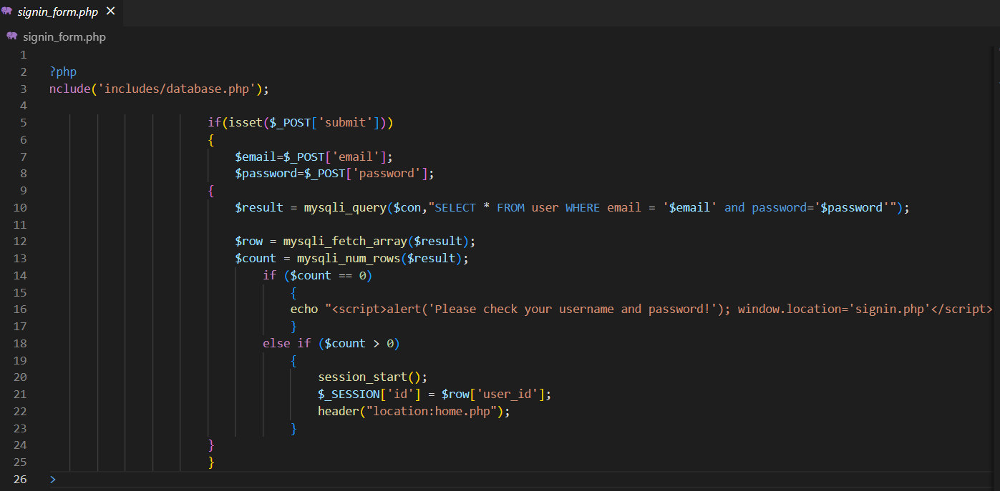 signin_form.php ✕
signin_form.php
1
2 ?php
3 nclude('includes/database.php');
4
5 if(isset($_POST['submit']))
6 {
7 $email=$_POST['email'];
8 $password=$_POST['password'];
9 {
10 $result = mysqli_query($con,"SELECT * FROM user WHERE email = '$email' and password='$password'");
11
12 $row = mysqli_fetch_array($result);
13 $count = mysqli_num_rows($result);
14 if ($count == 0)
15 {
16 echo "<script>alert('Please check your username and password!'); window.location='signin.php'</script>
17 }
18 else if ($count > 0)
19 {
20 session_start();
21 $_SESSION['id'] = $row['user_id'];
22 header("location:home.php");
23 }
24 }
25 }
26 >